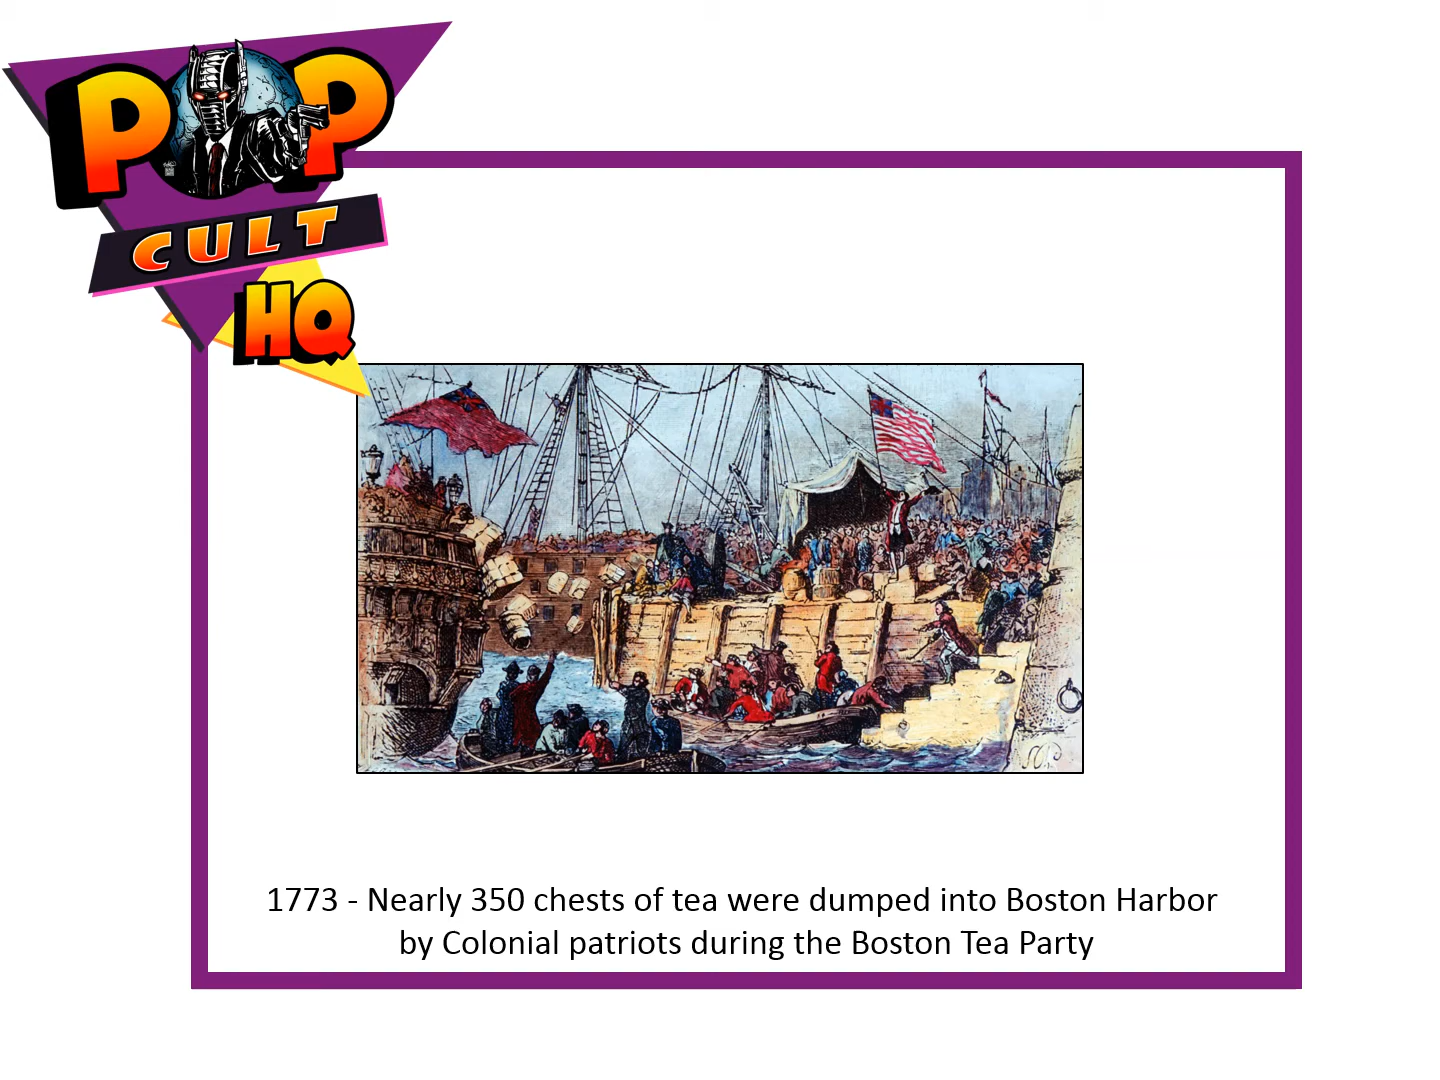 POP
CULT
HQ
1773 - Nearly 350 chests of tea were dumped into Boston Harbor
by Colonial patriots during the Boston Tea Party